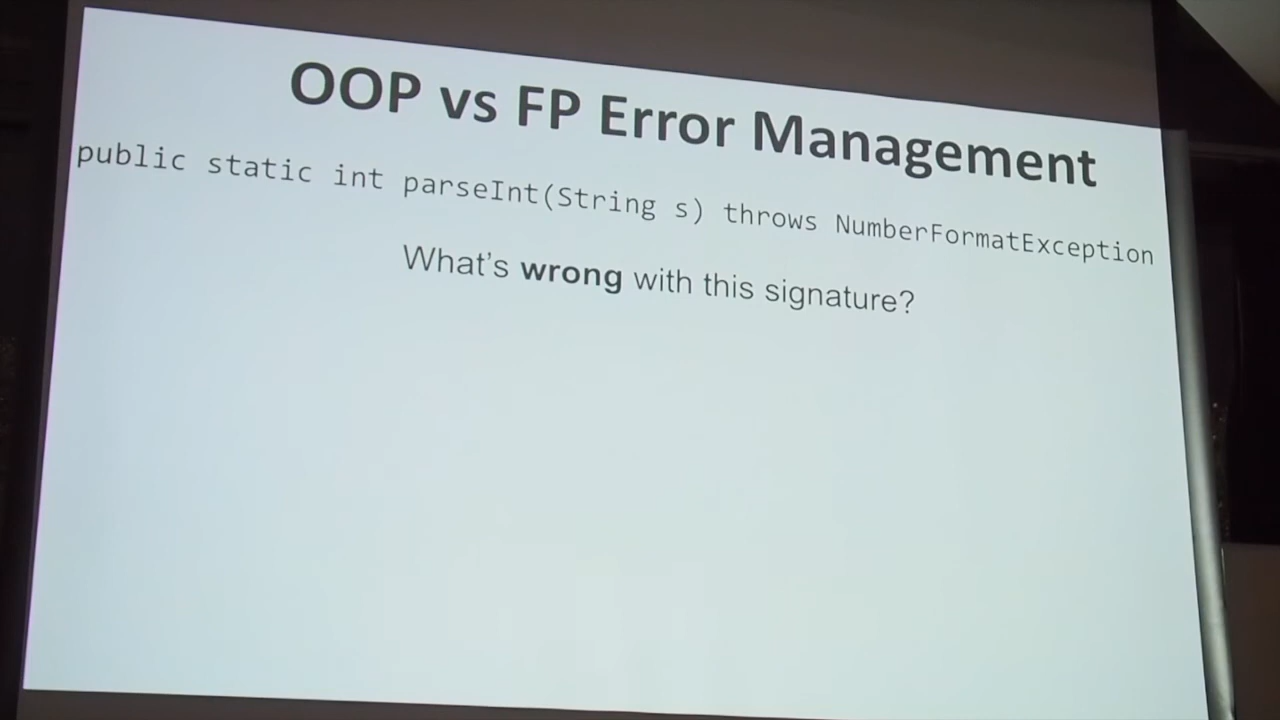 OOP vs FP Error Management
public static int parseInt(String s) throws NumberFormatException
What’s wrong with this signature?